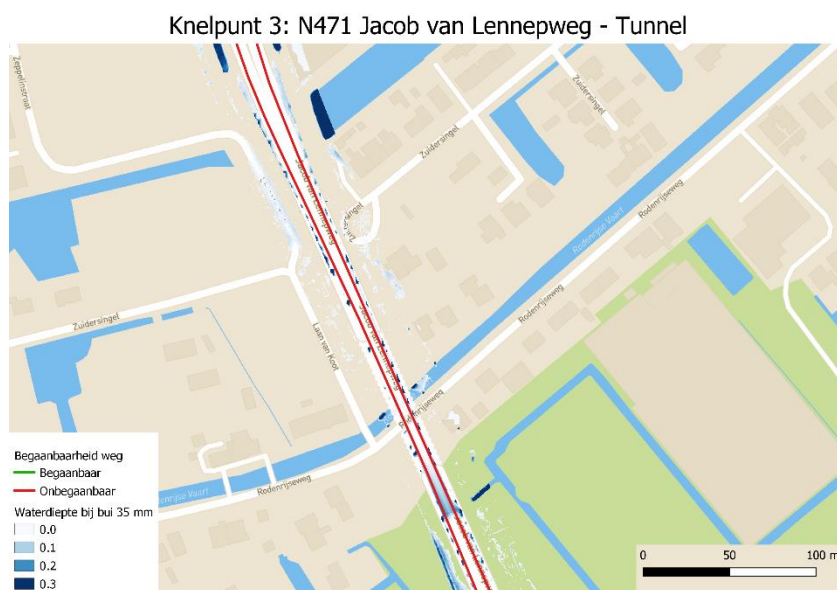 Knelpunt 3: N471 Jacob van Lennepweg - Tunnel
Zeppelinstraat
Zuidersingel
Jacob van Lennepweg
Zuidersingel
Rodenrijseweg
Rodenrijse Vaart
Rodenrijseweg
Zuidersingel
Laan van Koot
Jacob van Lennepweg
Rodenrijseweg
Rodenrijse Vaart
Rodenrijseweg
Begaanbaarheid weg
Begaanbaar
Onbegaanbaar
Waterdiepte bij bui 35 mm
0.0
0.1
0.2
0.3
0 50 100 m